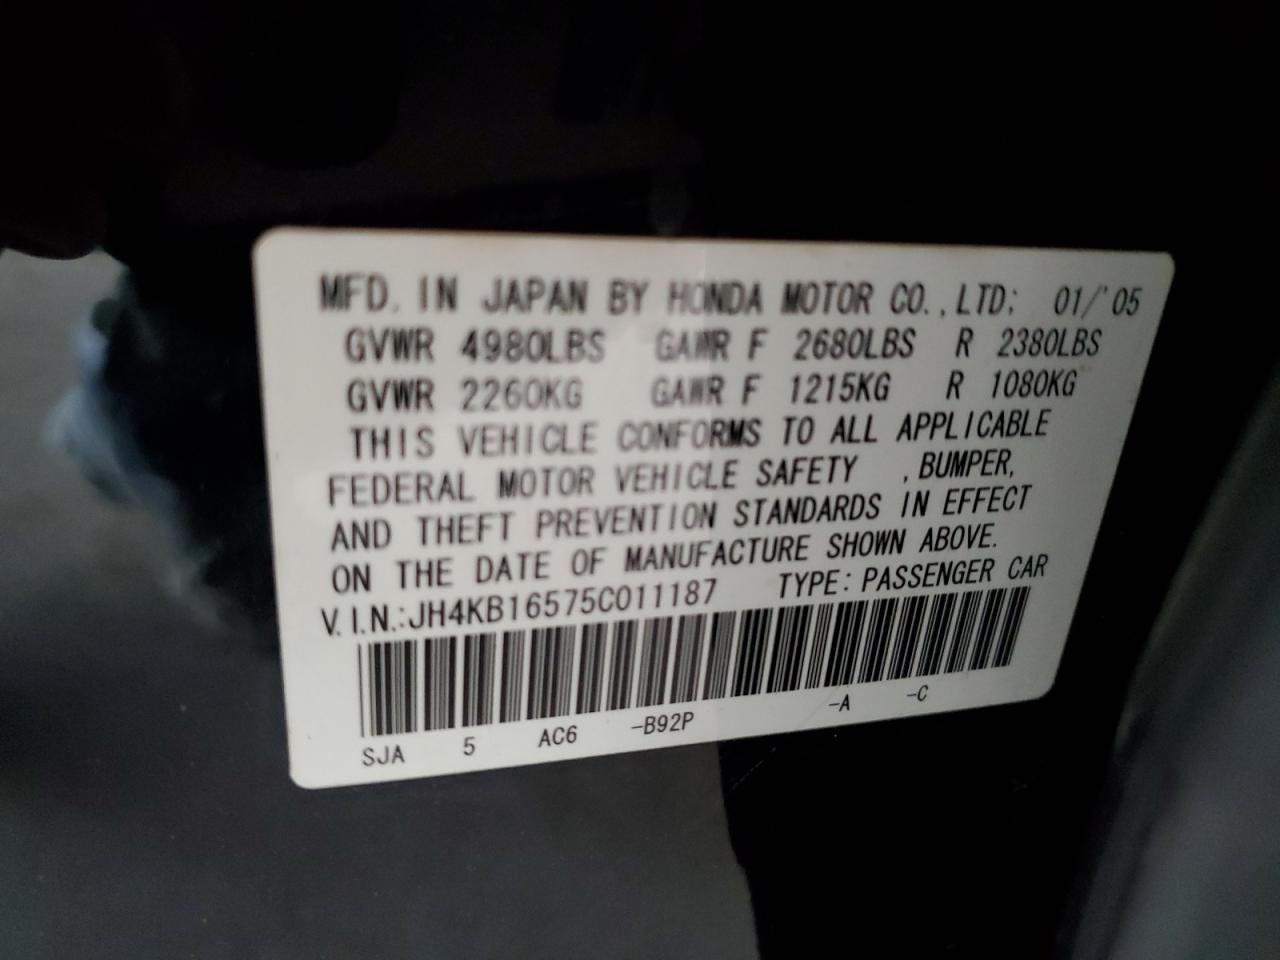 MFD. IN JAPAN BY HONDA MOTOR CO.,LTD; 01/'05
GVWR 4980LBS GAWR F 2680LBS R 2380LBS
GVWR 2260KG GAWR F 1215KG R 1080KG
THIS VEHICLE CONFORMS TO ALL APPLICABLE
FEDERAL MOTOR VEHICLE SAFETY , BUMPER,
AND THEFT PREVENTION STANDARDS IN EFFECT
ON THE DATE OF MANUFACTURE SHOWN ABOVE.
V.I.N.:JH4KB16575C011187 TYPE: PASSENGER CAR
SJA 5 AC6 -B92P -A -C